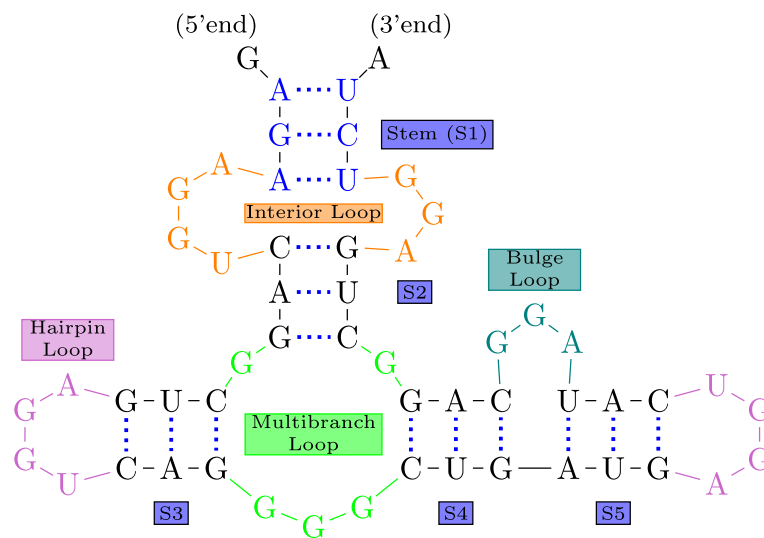 (5'end) (3'end)
G A
A U
G C
Stem (S1)
A A U G
G G
Interior Loop
G U C G A
Bulge
Loop
A U
S2
G
Hairpin
Loop
G C
G A
G G
A G U C G A C U A C U
G G
Multibranch
Loop
G U C A G C U G A U G A G
S3 G G G S4 S5